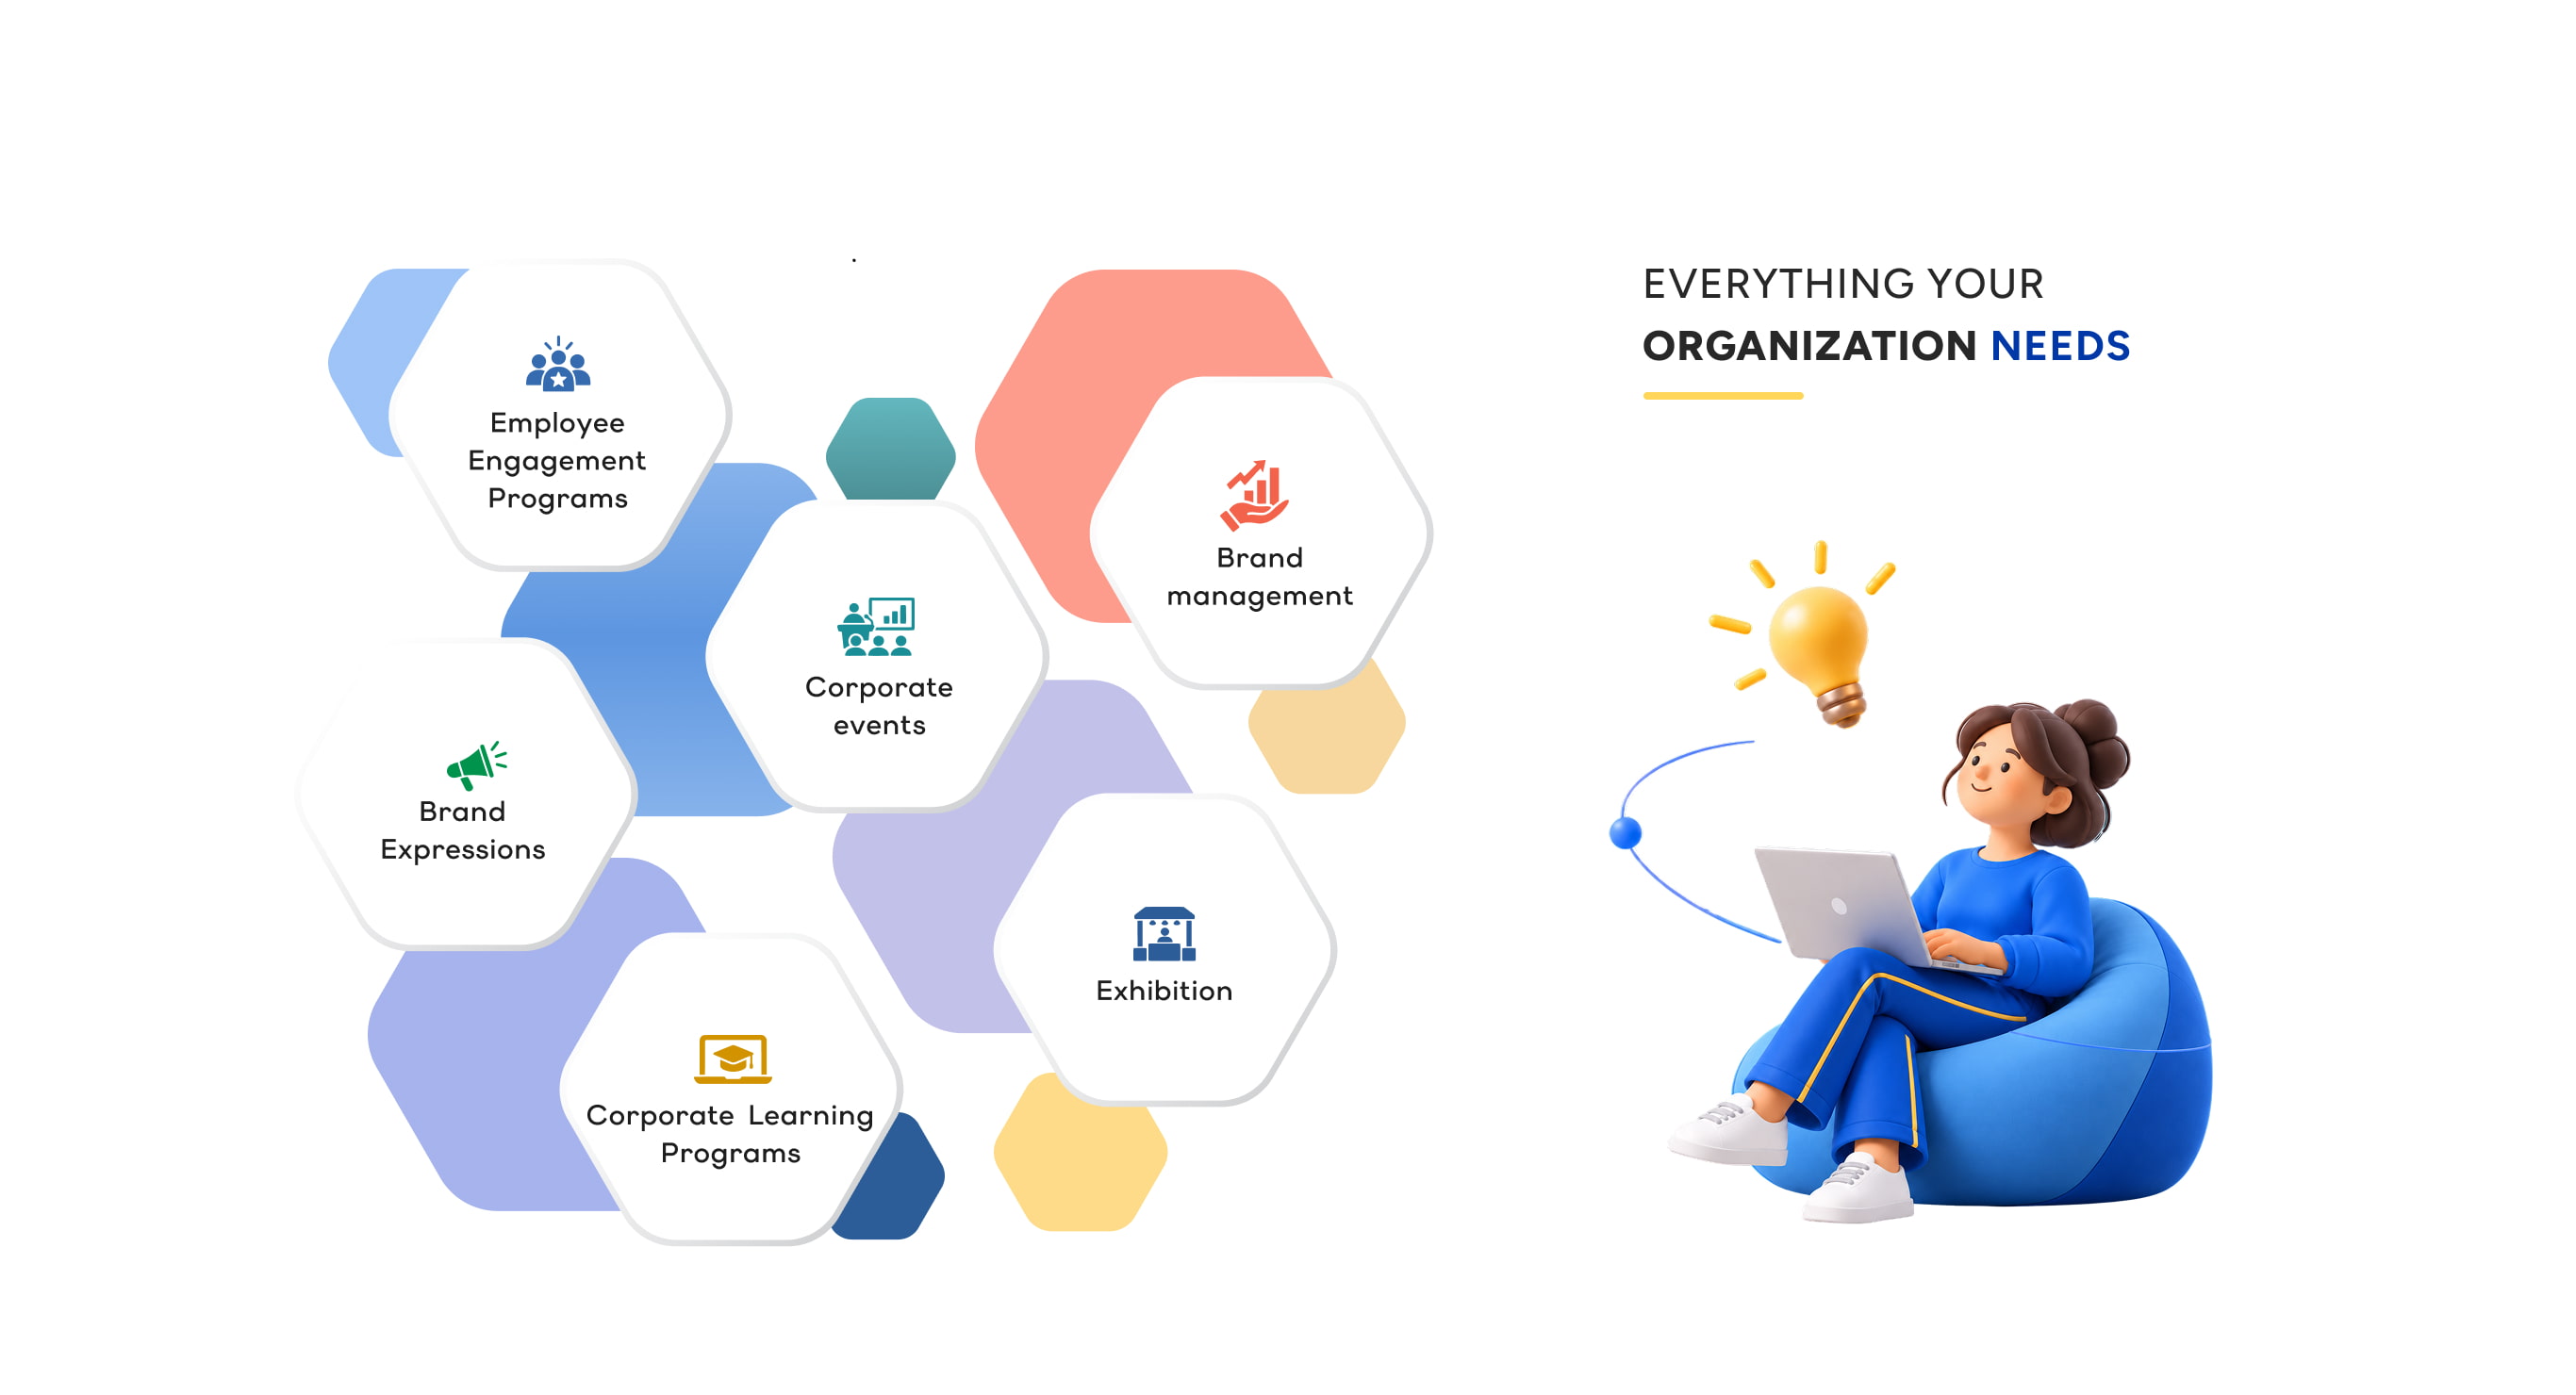 EVERYTHING YOUR
ORGANIZATION NEEDS
Employee
Engagement
Programs
Brand
management
Corporate
events
Brand
Expressions
Exhibition
Corporate Learning
Programs